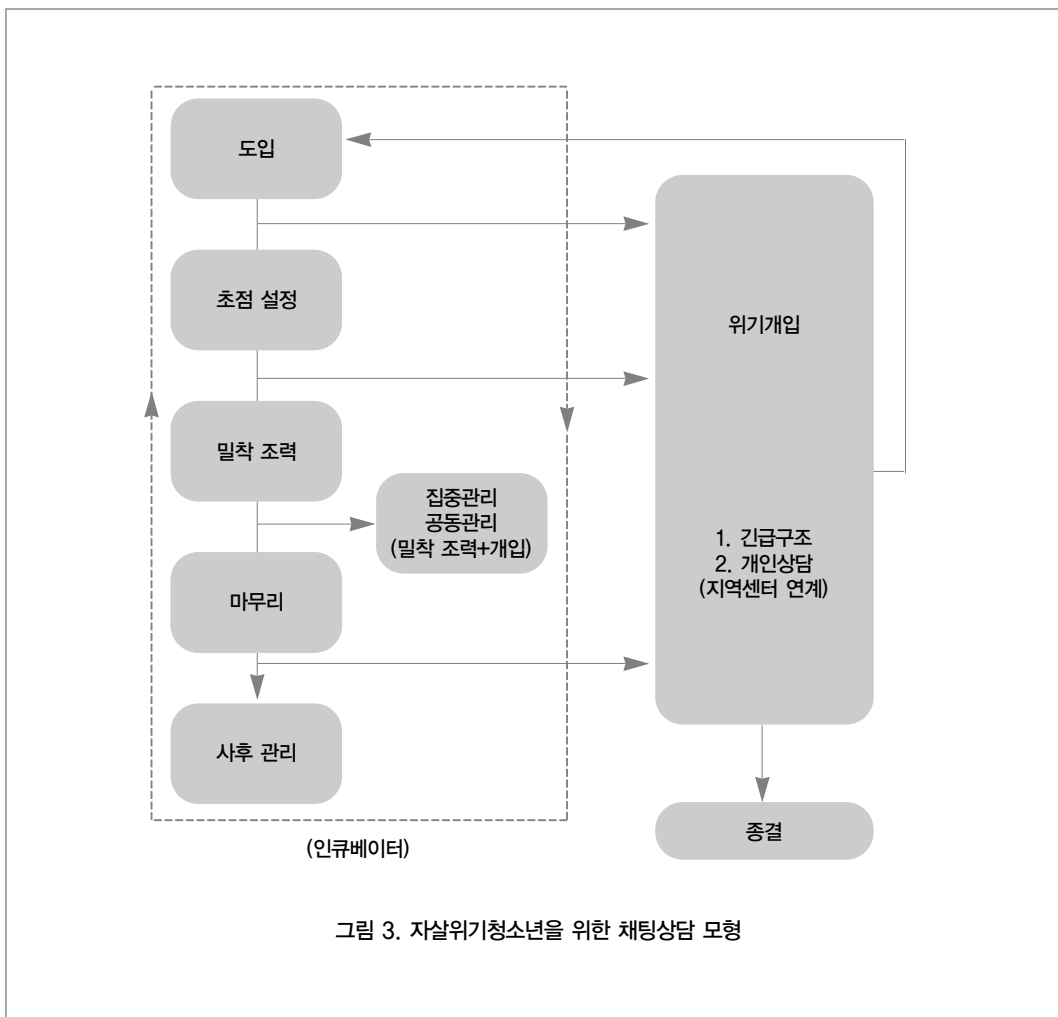 도입
초점 설정
위기개입
밀착 조력
집중관리
공동관리
(밀착 조력+개입)
1. 긴급구조
2. 개인상담
(지역센터 연계)
마무리
사후 관리
종결
(인큐베이터)
그림 3. 자살위기청소년을 위한 채팅상담 모형